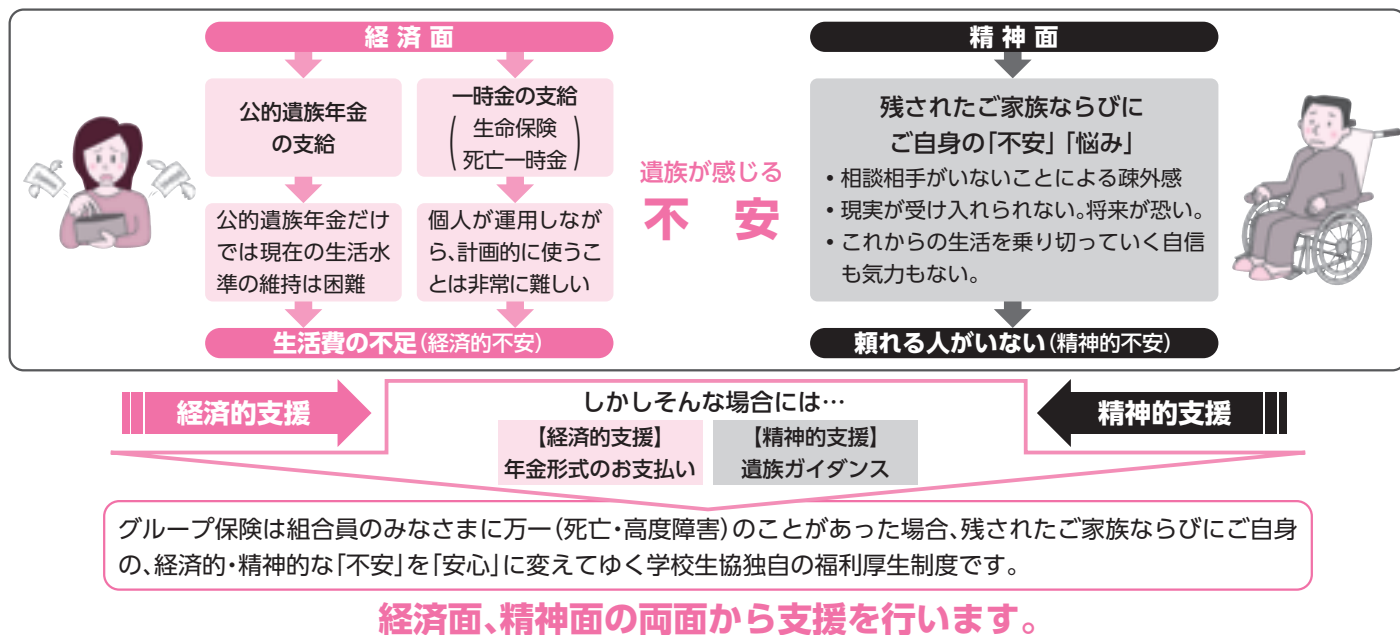 経済面
公的遺族年金
の支給
公的遺族年金だけ
では現在の生活水
準の維持は困難
一時金の支給
(生命保険
死亡一時金)
個人が運用しなが
ら、計画的に使うこ
とは非常に難しい
生活費の不足(経済的不安)
遺族が感じる
不安
精神面
残されたご家族ならびに
ご自身の「不安」「悩み」
・相談相手がいないことによる疎外感
・現実が受け入れられない。将来が恐い。
・これからの生活を乗り切っていく自信
も気力もない。
頼れる人がいない(精神的不安)
経済的支援
しかしそんな場合には…
【経済的支援】
年金形式のお支払い
【精神的支援】
遺族ガイダンス
精神的支援
グループ保険は組合員のみなさまに万一(死亡・高度障害)のことがあった場合、残されたご家族ならびにご自身
の、経済的・精神的な「不安」を「安心」に変えてゆく学校生協独自の福利厚生制度です。
経済面、精神面の両面から支援を行います。